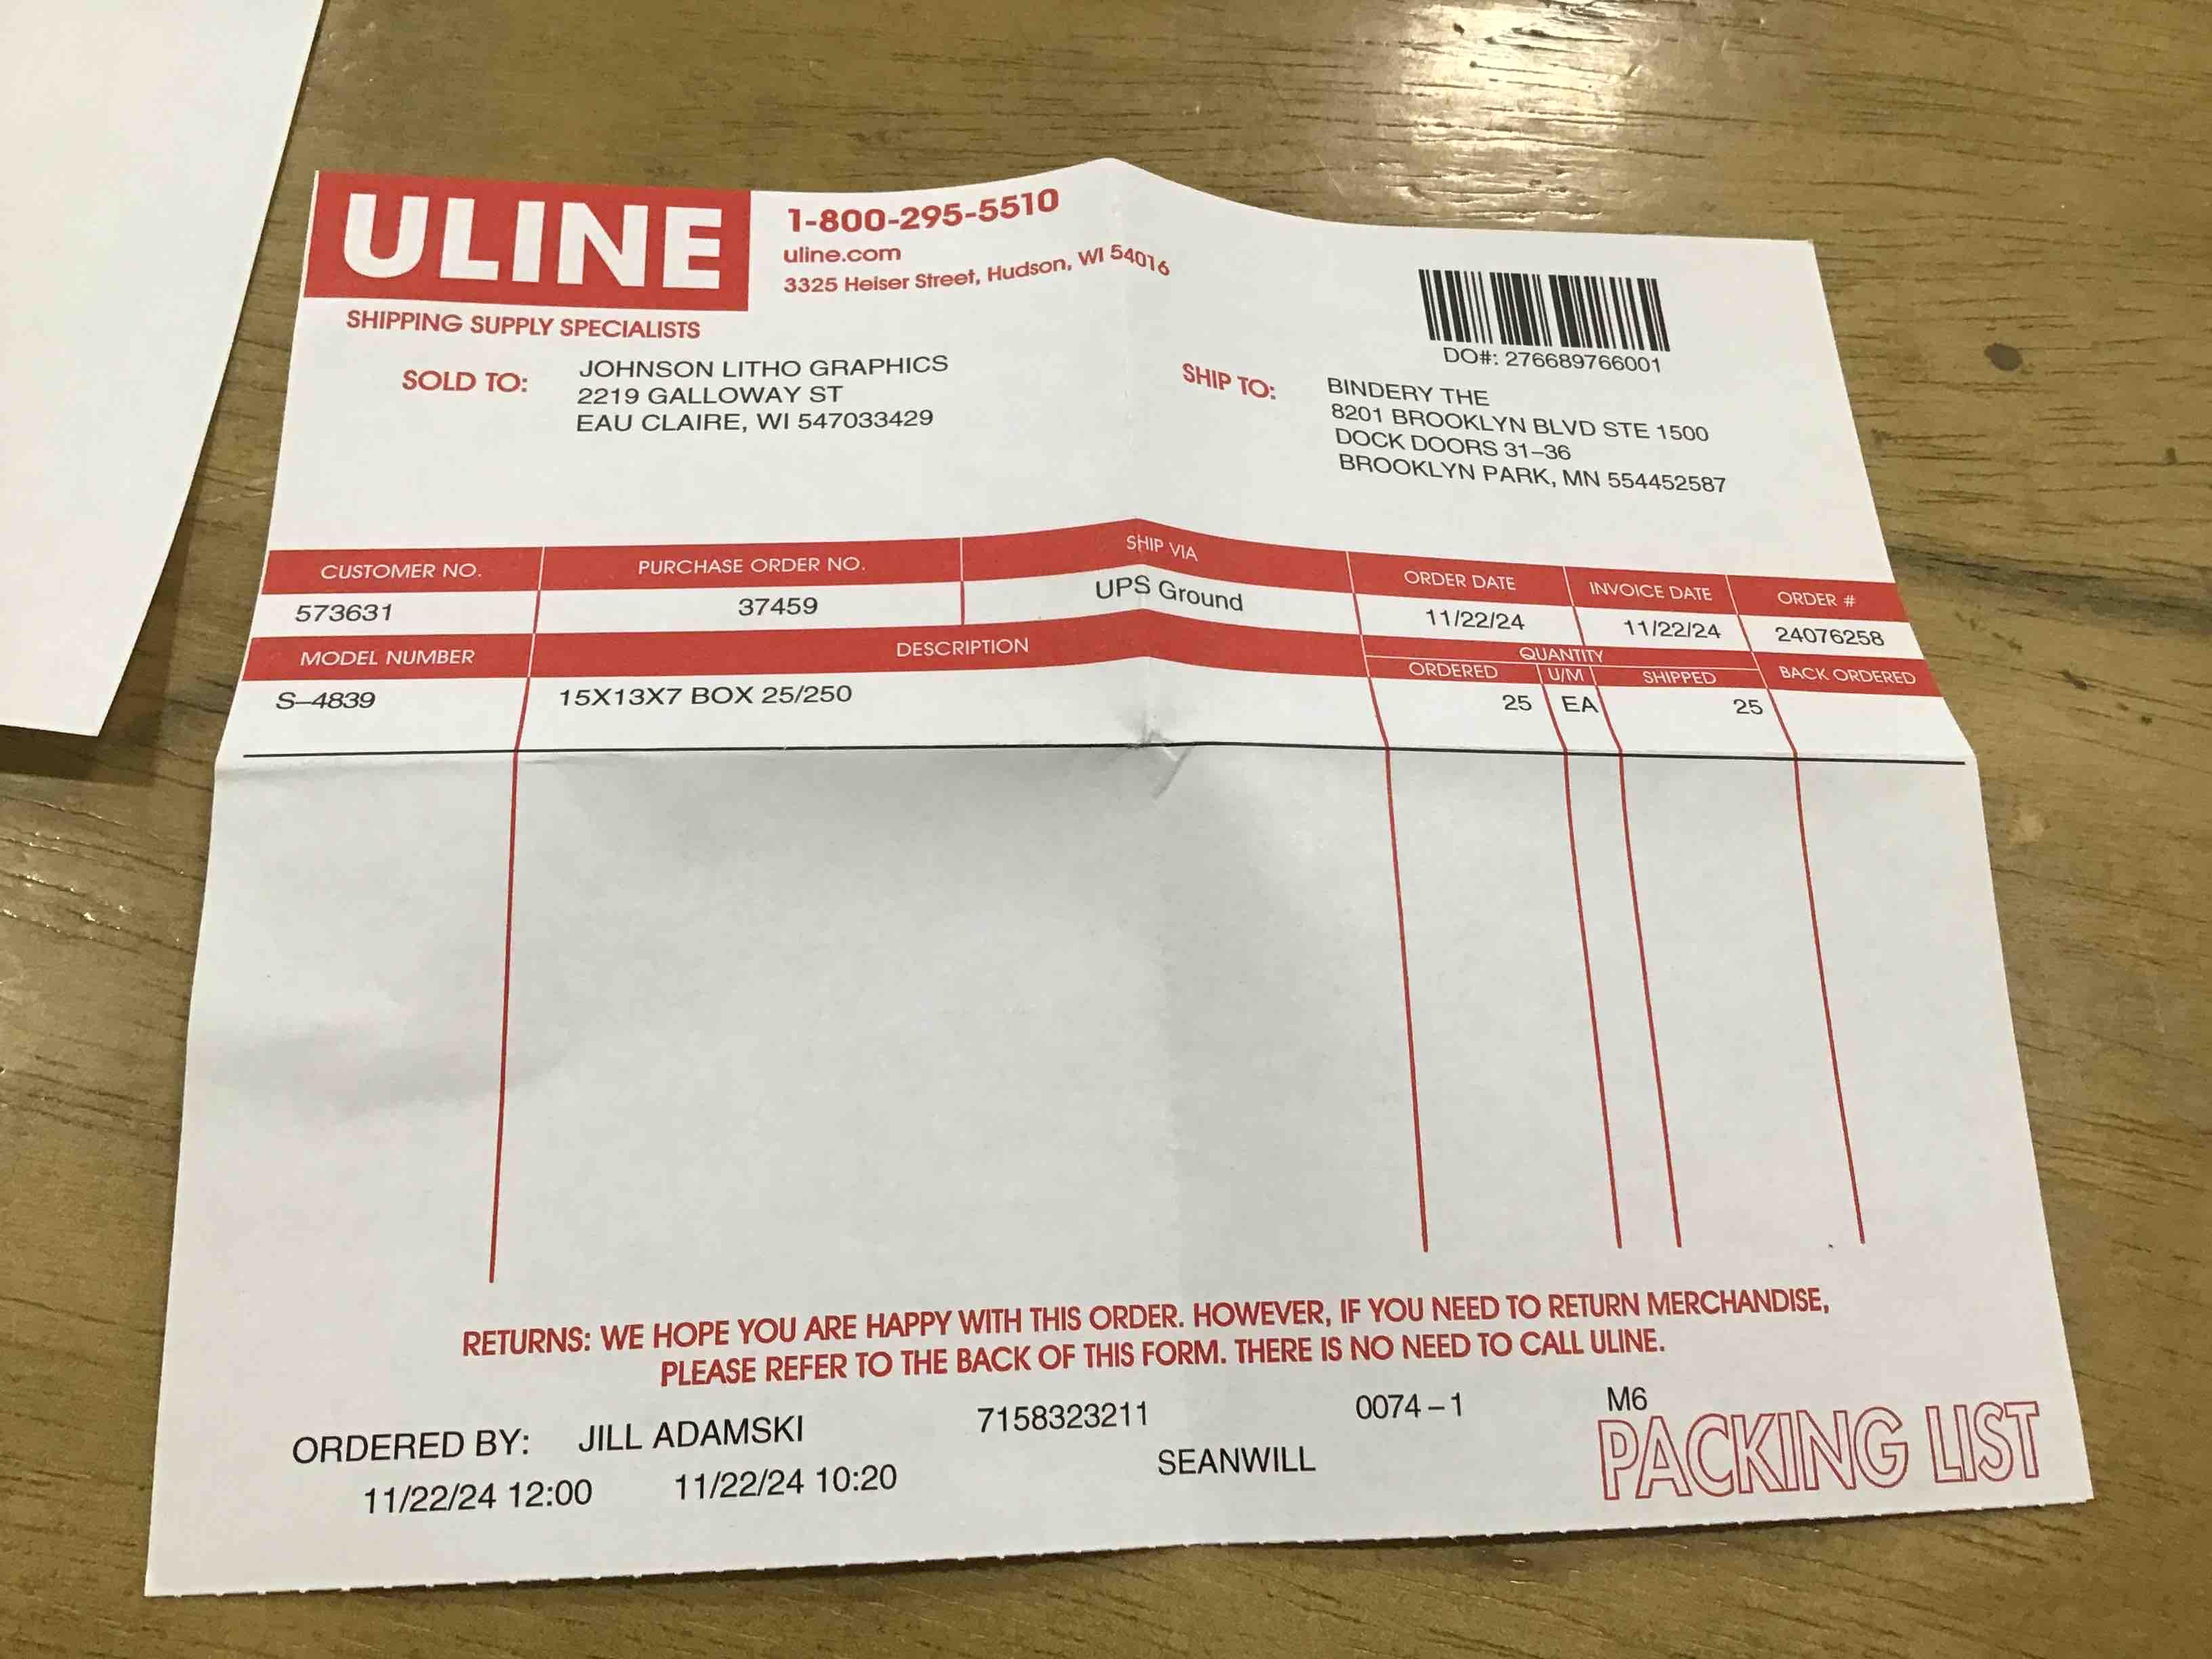 ULINE
SHIPPING SUPPLY SPECIALISTS
1-800-295-5510
uline.com
3325 Heiser Street, Hudson, WI 54016
DO#: 276689766001
SOLD TO:
JOHNSON LITHO GRAPHICS
2219 GALLOWAY ST
EAU CLAIRE, WI 547033429
SHIP TO:
BINDERY THE
8201 BROOKLYN BLVD STE 1500
DOCK DOORS 31-36
BROOKLYN PARK, MN 554452587
CUSTOMER NO. PURCHASE ORDER NO. SHIP VIA ORDER DATE INVOICE DATE ORDER #
573631 37459 UPS Ground 11/22/24 11/22/24 24076258
MODEL NUMBER DESCRIPTION QUANTITY
ORDERED U/M SHIPPED BACK ORDERED
S-4839 15X13X7 BOX 25/250 25 EA 25
RETURNS: WE HOPE YOU ARE HAPPY WITH THIS ORDER. HOWEVER, IF YOU NEED TO RETURN MERCHANDISE,
PLEASE REFER TO THE BACK OF THIS FORM. THERE IS NO NEED TO CALL ULINE.
ORDERED BY: JILL ADAMSKI 7158323211 0074-1 M6
11/22/24 12:00 11/22/24 10:20 SEANWILL
PACKING LIST